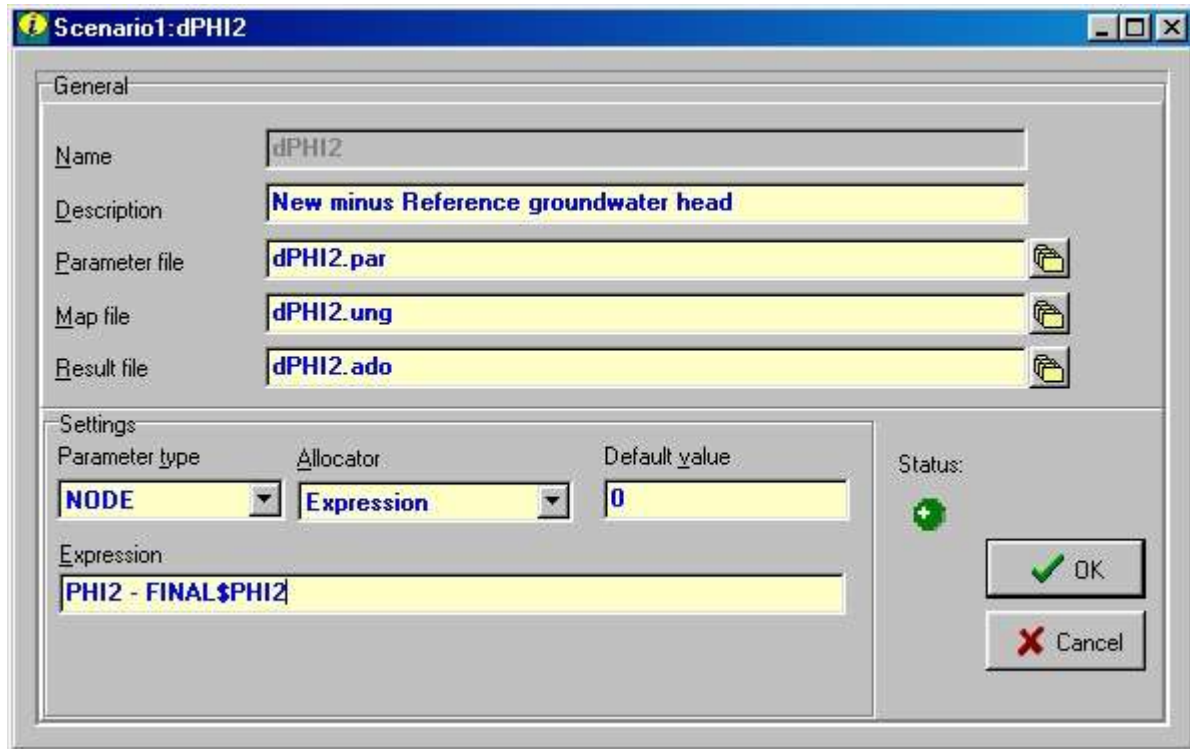 Scenario1:dPHI2
General
Name
dPHI2
Description
New minus Reference groundwater head
Parameter file
dPHI2.par
Map file
dPHI2.ung
Result file
dPHI2.ado
Settings
Parameter type
Allocator
Default value
NODE
Expression
0
Status:
Expression
PHI2 - FINAL$PHI2
OK
Cancel